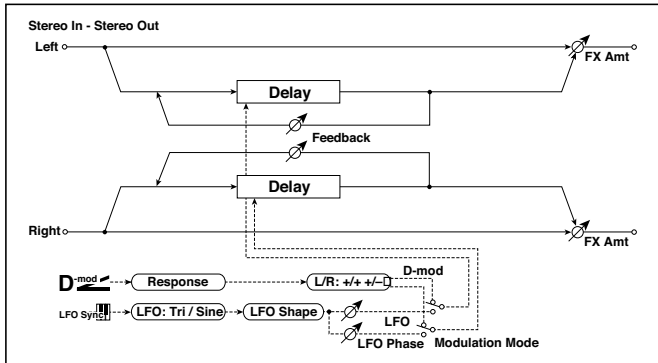 Stereo In - Stereo Out
Left
FX Amt
Delay
Feedback
Delay
Right
FX Amt
D-mod
D-mod
Response
L/R: +/+ +/–
LFO Sync
LFO: Tri / Sine
LFO Shape
LFO
LFO Phase
Modulation Mode